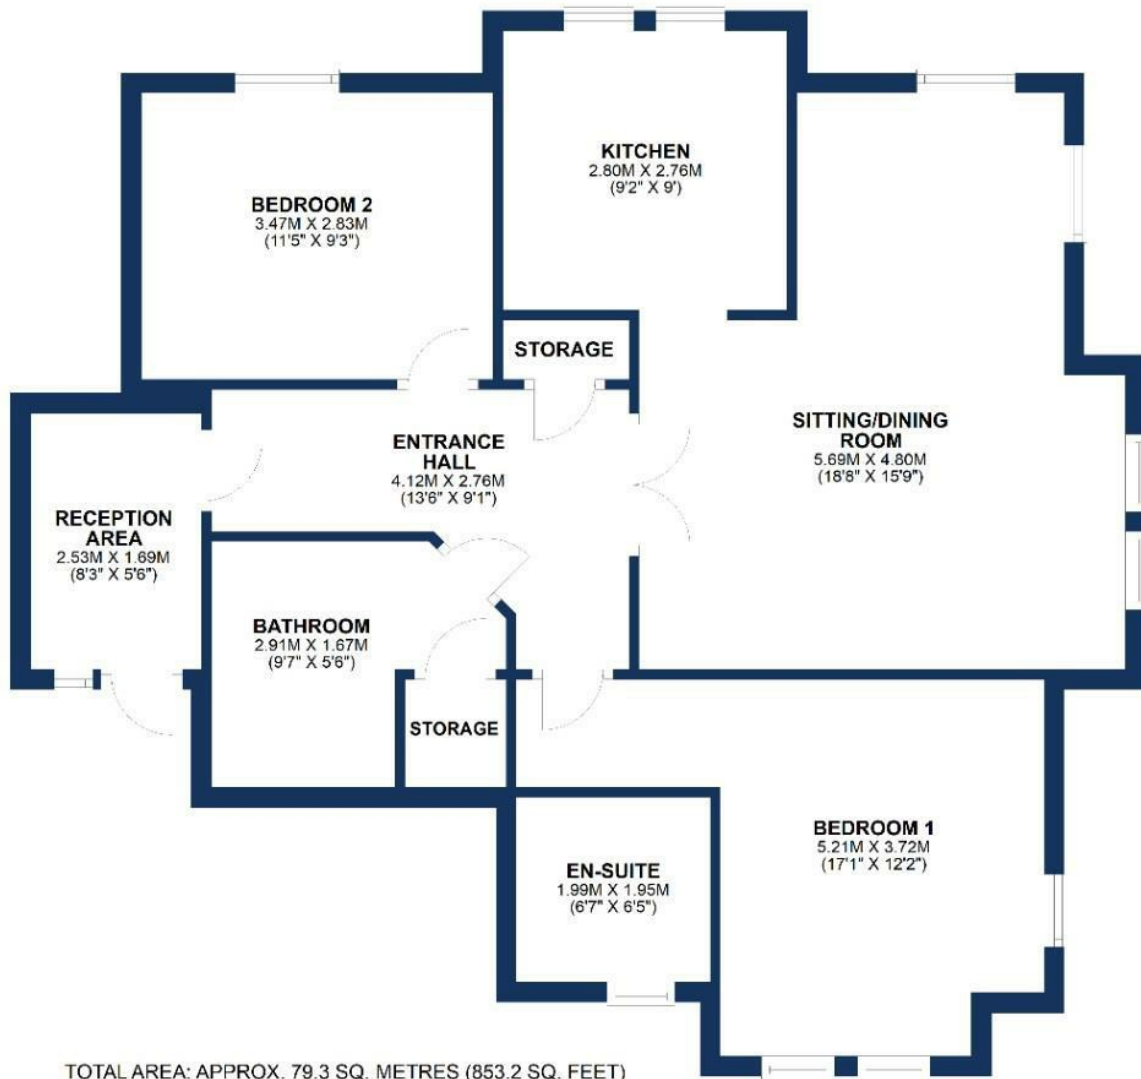 KITCHEN
2.80M X 2.76M
(9'2" X 9')
BEDROOM 2
3.47M X 2.83M
(11'5" X 9'3")
STORAGE
SITTING/DINING
ROOM
5.69M X 4.80M
(18'8" X 15'9")
ENTRANCE
HALL
4.12M X 2.76M
(13'6" X 9'1")
RECEPTION
AREA
2.53M X 1.69M
(8'3" X 5'6")
BATHROOM
2.91M X 1.67M
(9'7" X 5'6")
STORAGE
BEDROOM 1
5.21M X 3.72M
(17'1" X 12'2")
EN-SUITE
1.99M X 1.95M
(6'7" X 6'5")
TOTAL AREA: APPROX. 79.3 SQ. METRES (853.2 SQ. FEET)